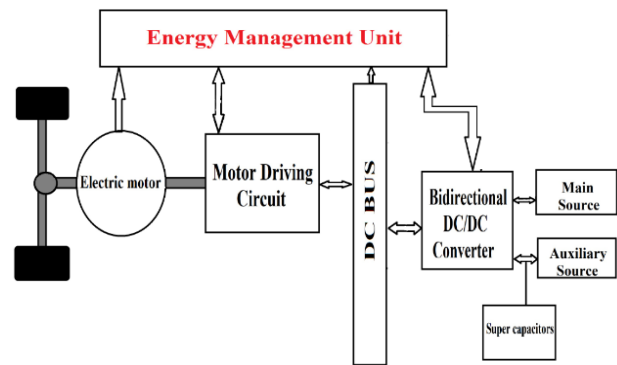 Energy Management Unit
Electric motor
Motor Driving
Circuit
DC BUS
Bidirectional
DC/DC
Converter
Main
Source
Auxiliary
Source
Super capacitors